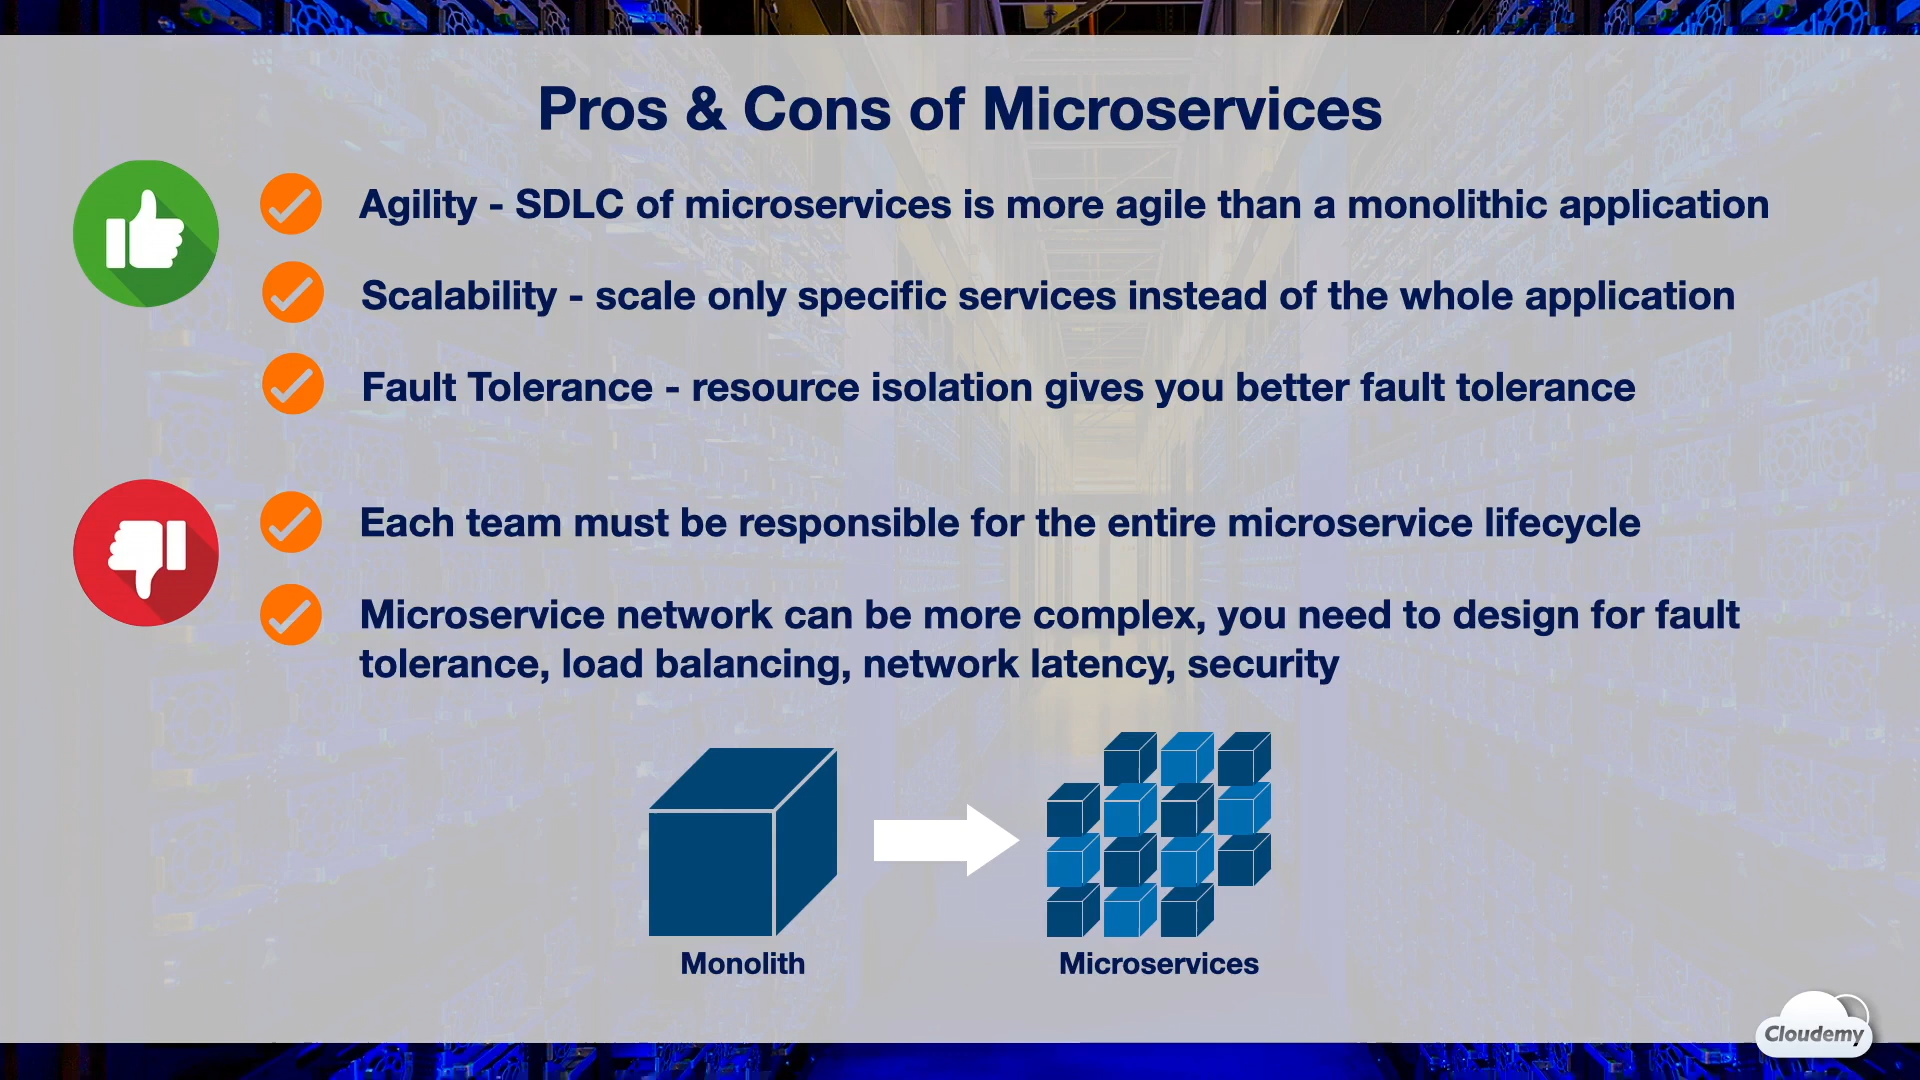 Pros & Cons of Microservices
Agility - SDLC of microservices is more agile than a monolithic application
Scalability - scale only specific services instead of the whole application
Fault Tolerance - resource isolation gives you better fault tolerance
Each team must be responsible for the entire microservice lifecycle
Microservice network can be more complex, you need to design for fault
tolerance, load balancing, network latency, security
Monolith
Microservices
Cloudemy